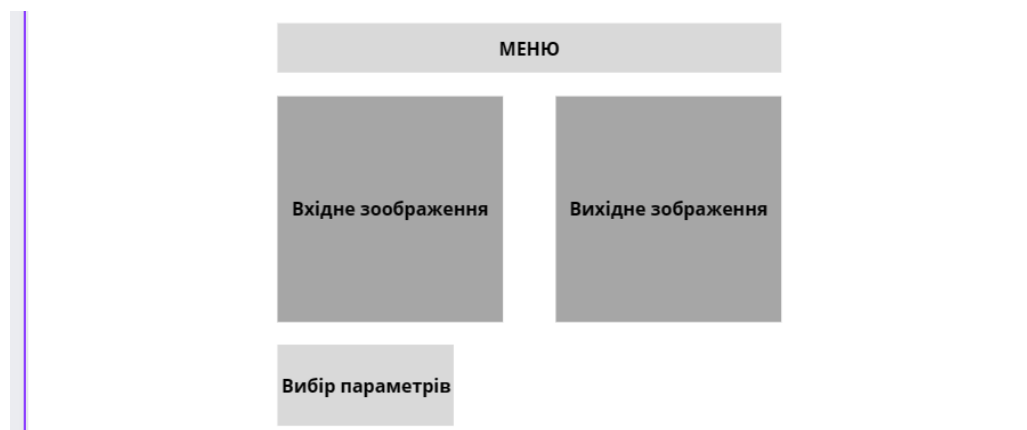 МЕНЮ
Вхідне зоображення
Вихідне зображення
Вибір параметрів